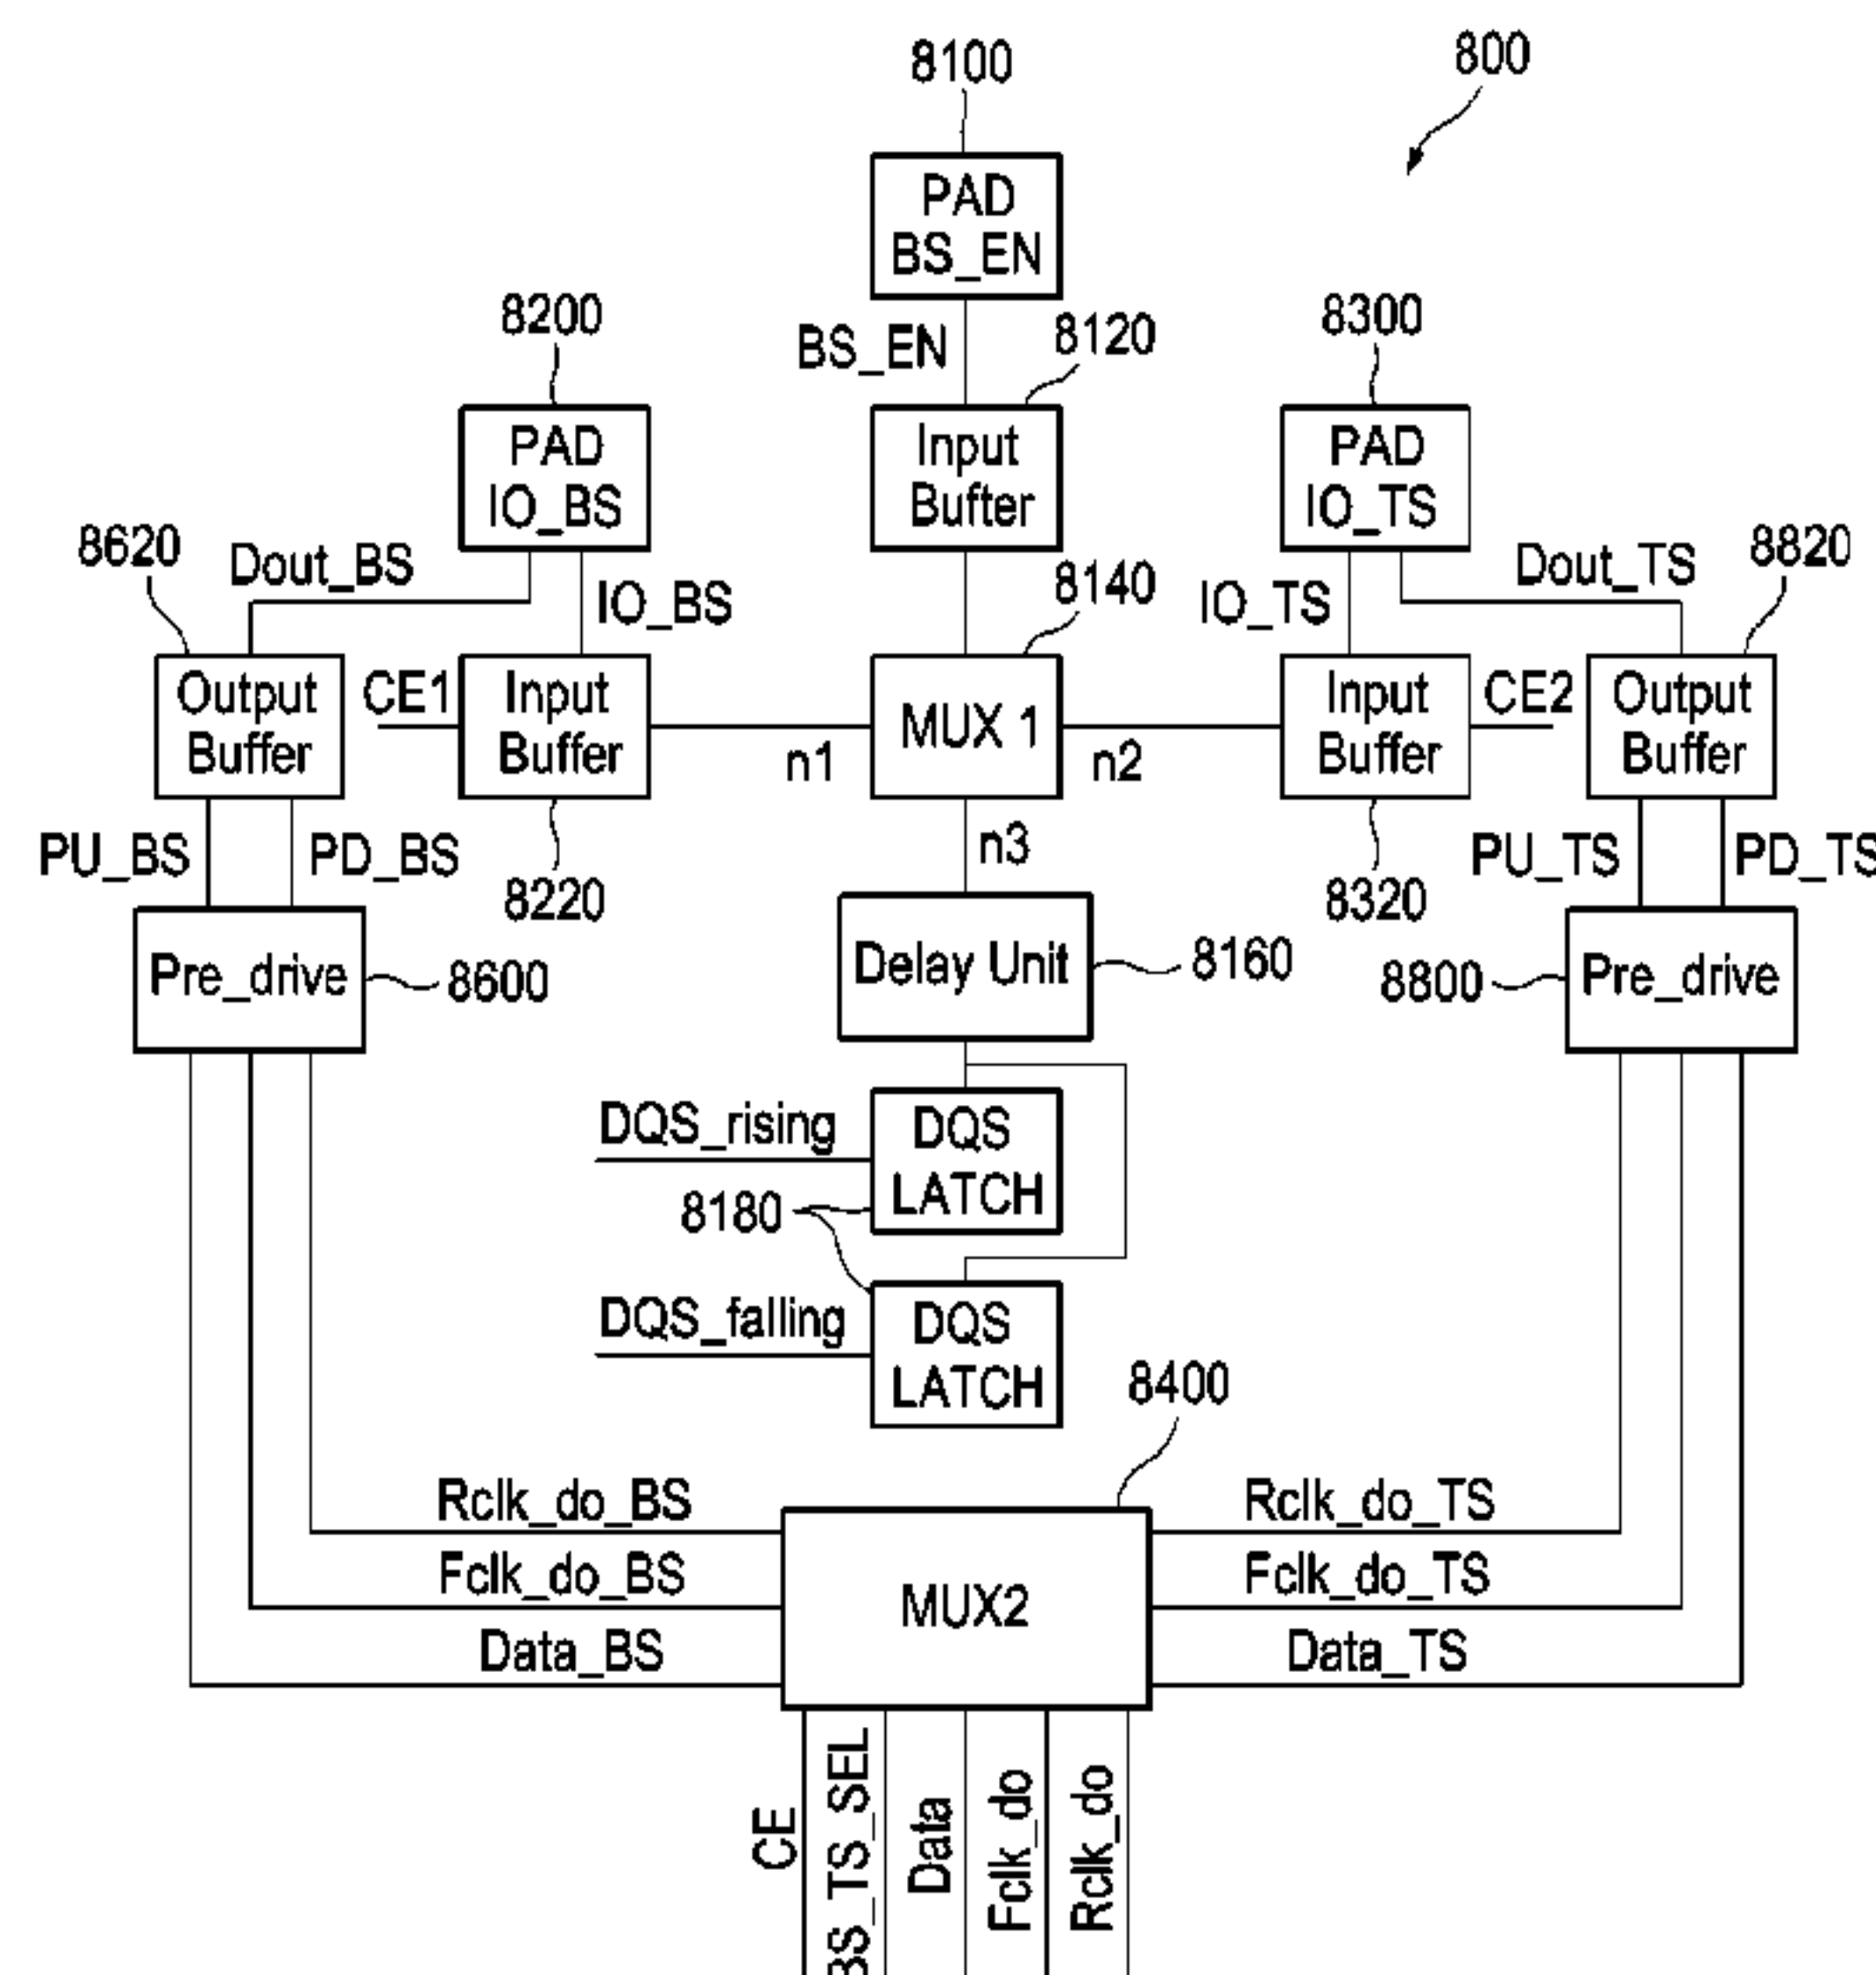 8100
800
PAD
BS_EN
8200
BS_EN
8120
8300
PAD
IO_BS
Input
Bufter
PAD
IO_TS
8620
Dout_BS
IO_BS
8140
IO_TS
Dout_TS
8820
Output
Buffer
CE1
Input
Buffer
n1
MUX 1
n2
Input
Buffer
CE2
Output
Buffer
PU_BS
PD_BS
8220
n3
8320
PU_TS
PD_TS
Pre_drive
8600
Delay Unit
8160
8800
Pre_drive
DQS_rising
DQS
LATCH
8180
DQS_falling
DQS
LATCH
8400
Rclk_do_BS
Rclk_do_TS
Fclk_do_BS
MUX2
Fclk_do_TS
Data_BS
Data_TS
CE
BS_TS_SEL
Data
Fclk_do
Rclk_do